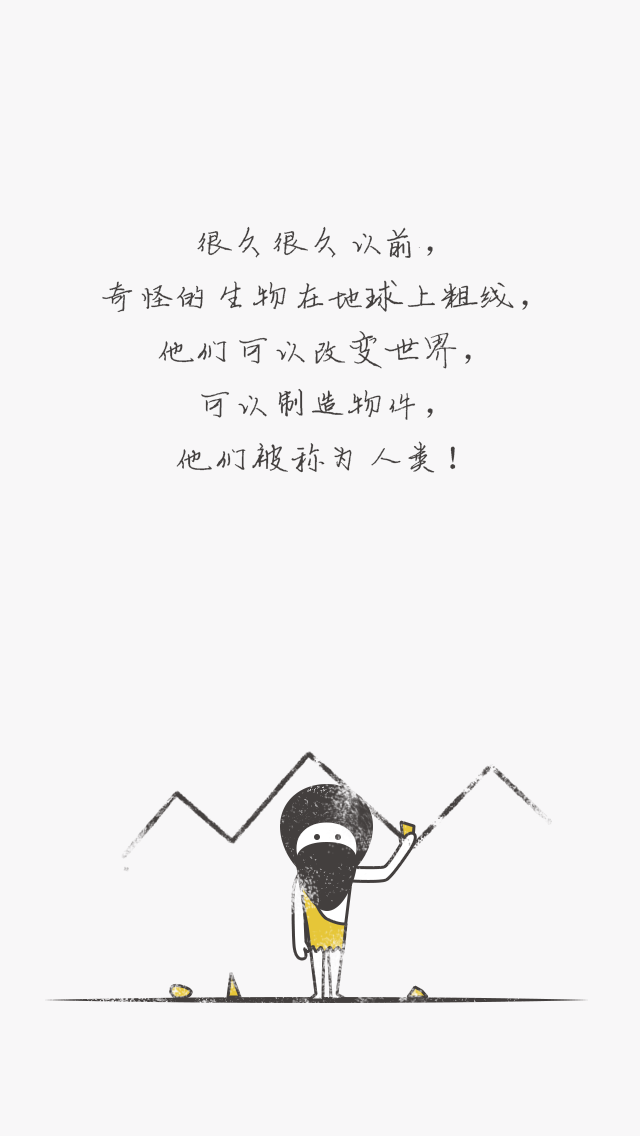 很久很久以前，
奇怪的生物在地球上粗线，
他们可以改变世界，
可以制造物件，
他们被称为人类！